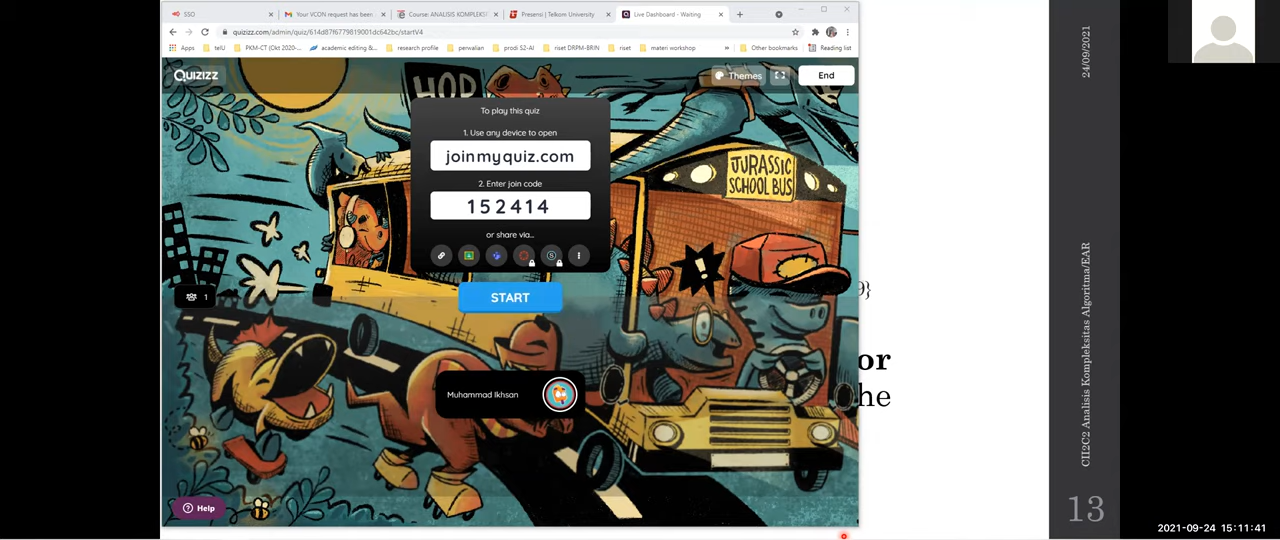 SSO
Your VCON request has been
Course: ANALISIS KOMPLEKSI
Presensi | Telkom University
Live Dashboard - Waiting
quizizz.com/admin/quiz/614d87f6779819001dc642bc/startV4
Apps
telU
PKM-CT (Okt 2020-...
academic editing &...
research profile
perwalian
prodi S2-AI
riset DRPM-BRIN
riset
materi workshop
»
Other bookmarks
Reading list
Quizizz
Themes
End
HOP
To play this quiz
1. Use any device to open
joinmyquiz.com
2. Enter join code
152414
or share via...
JURASSIC
SCHOOL BUS
!
1
START
Muhammad Ikhsan
Help
9}
or
he
24/09/2021
CII2C2 Analisis Kompleksitas Algoritma/EAR
13
2021-09-24 15:11:41